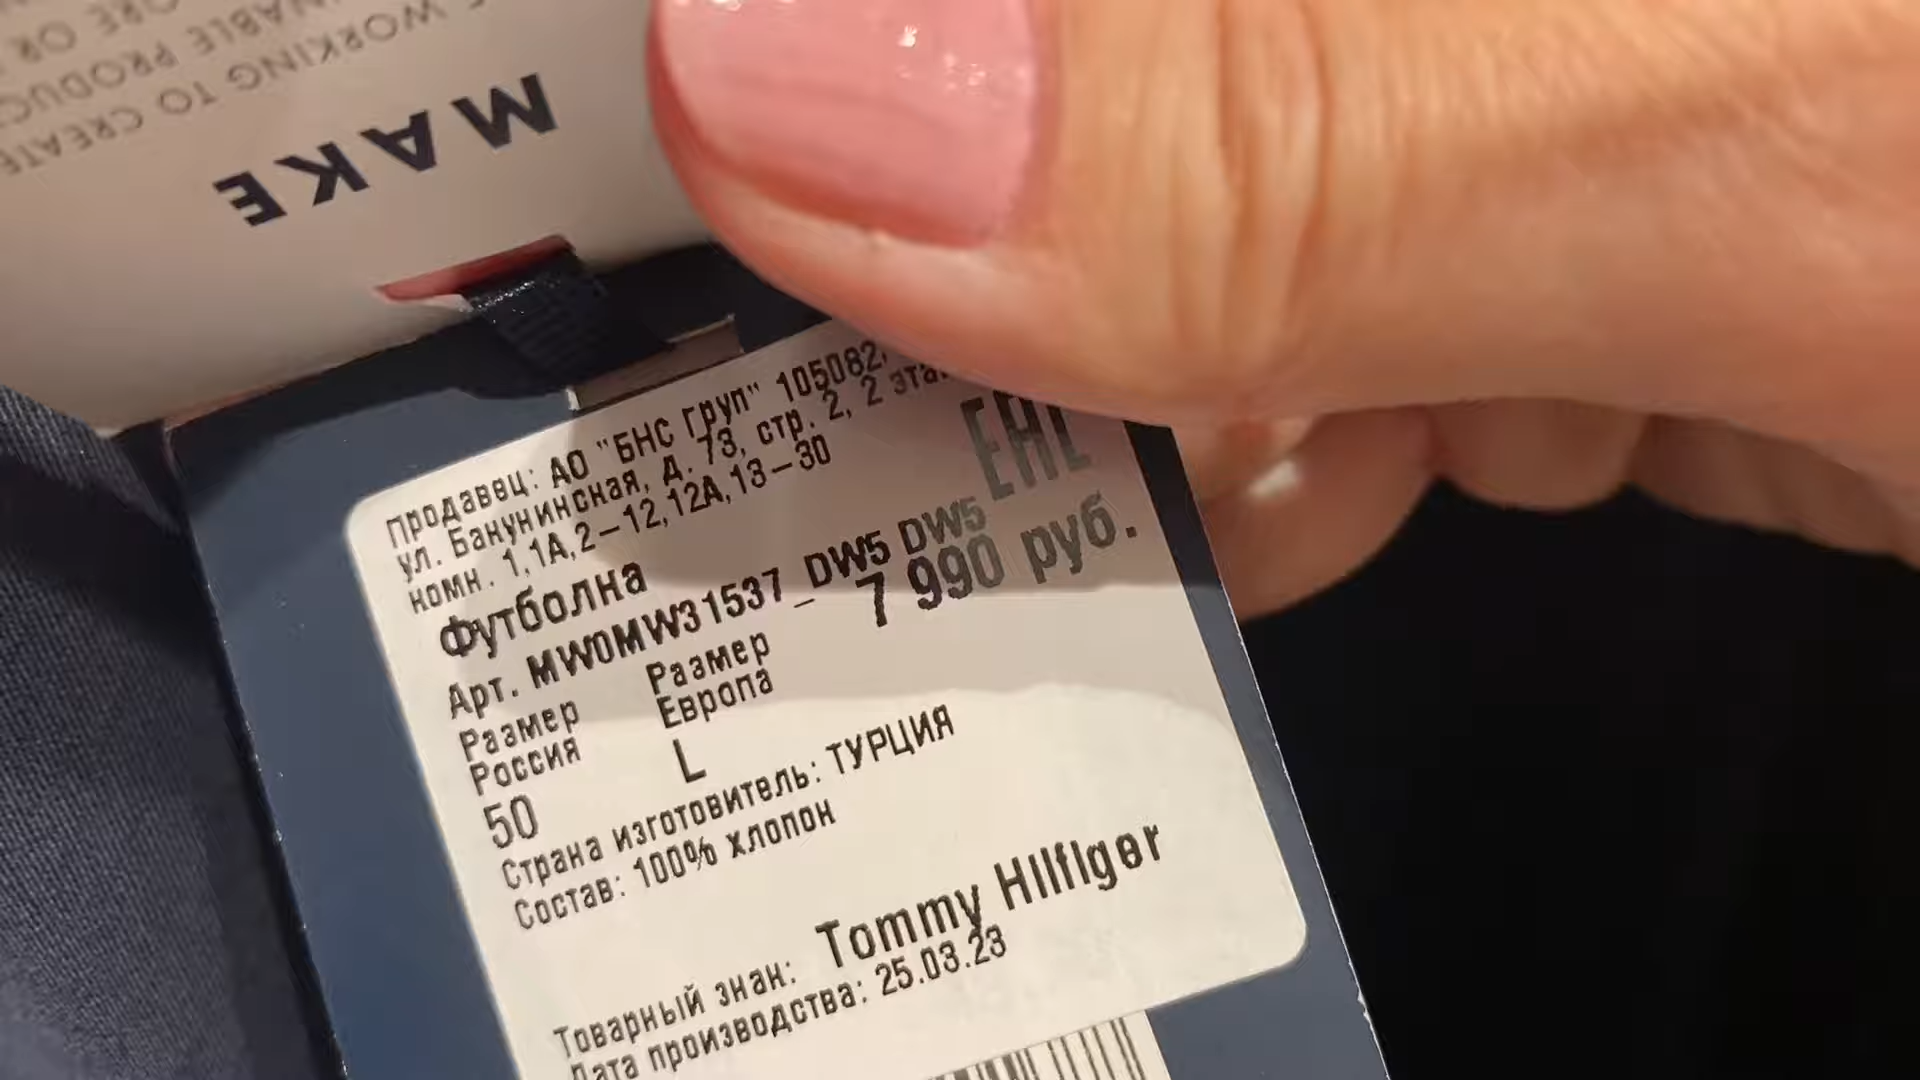 WORKING TO CREATE
MAKE
Продавец: АО "БНС Груп" 105082,
ул. Бакунинская, д. 73, стр. 2, 2 этаж
комн. 1,1А,2-12,12А,13-30
EAC
Футболка
Арт. MW0MW31537_DW5 DW5
7 990 руб.
Размер Россия
Размер Европа
50
L
Страна изготовитель: ТУРЦИЯ
Состав: 100% хлопок
Товарный знак: Tommy Hilfiger
Дата производства: 25.03.23